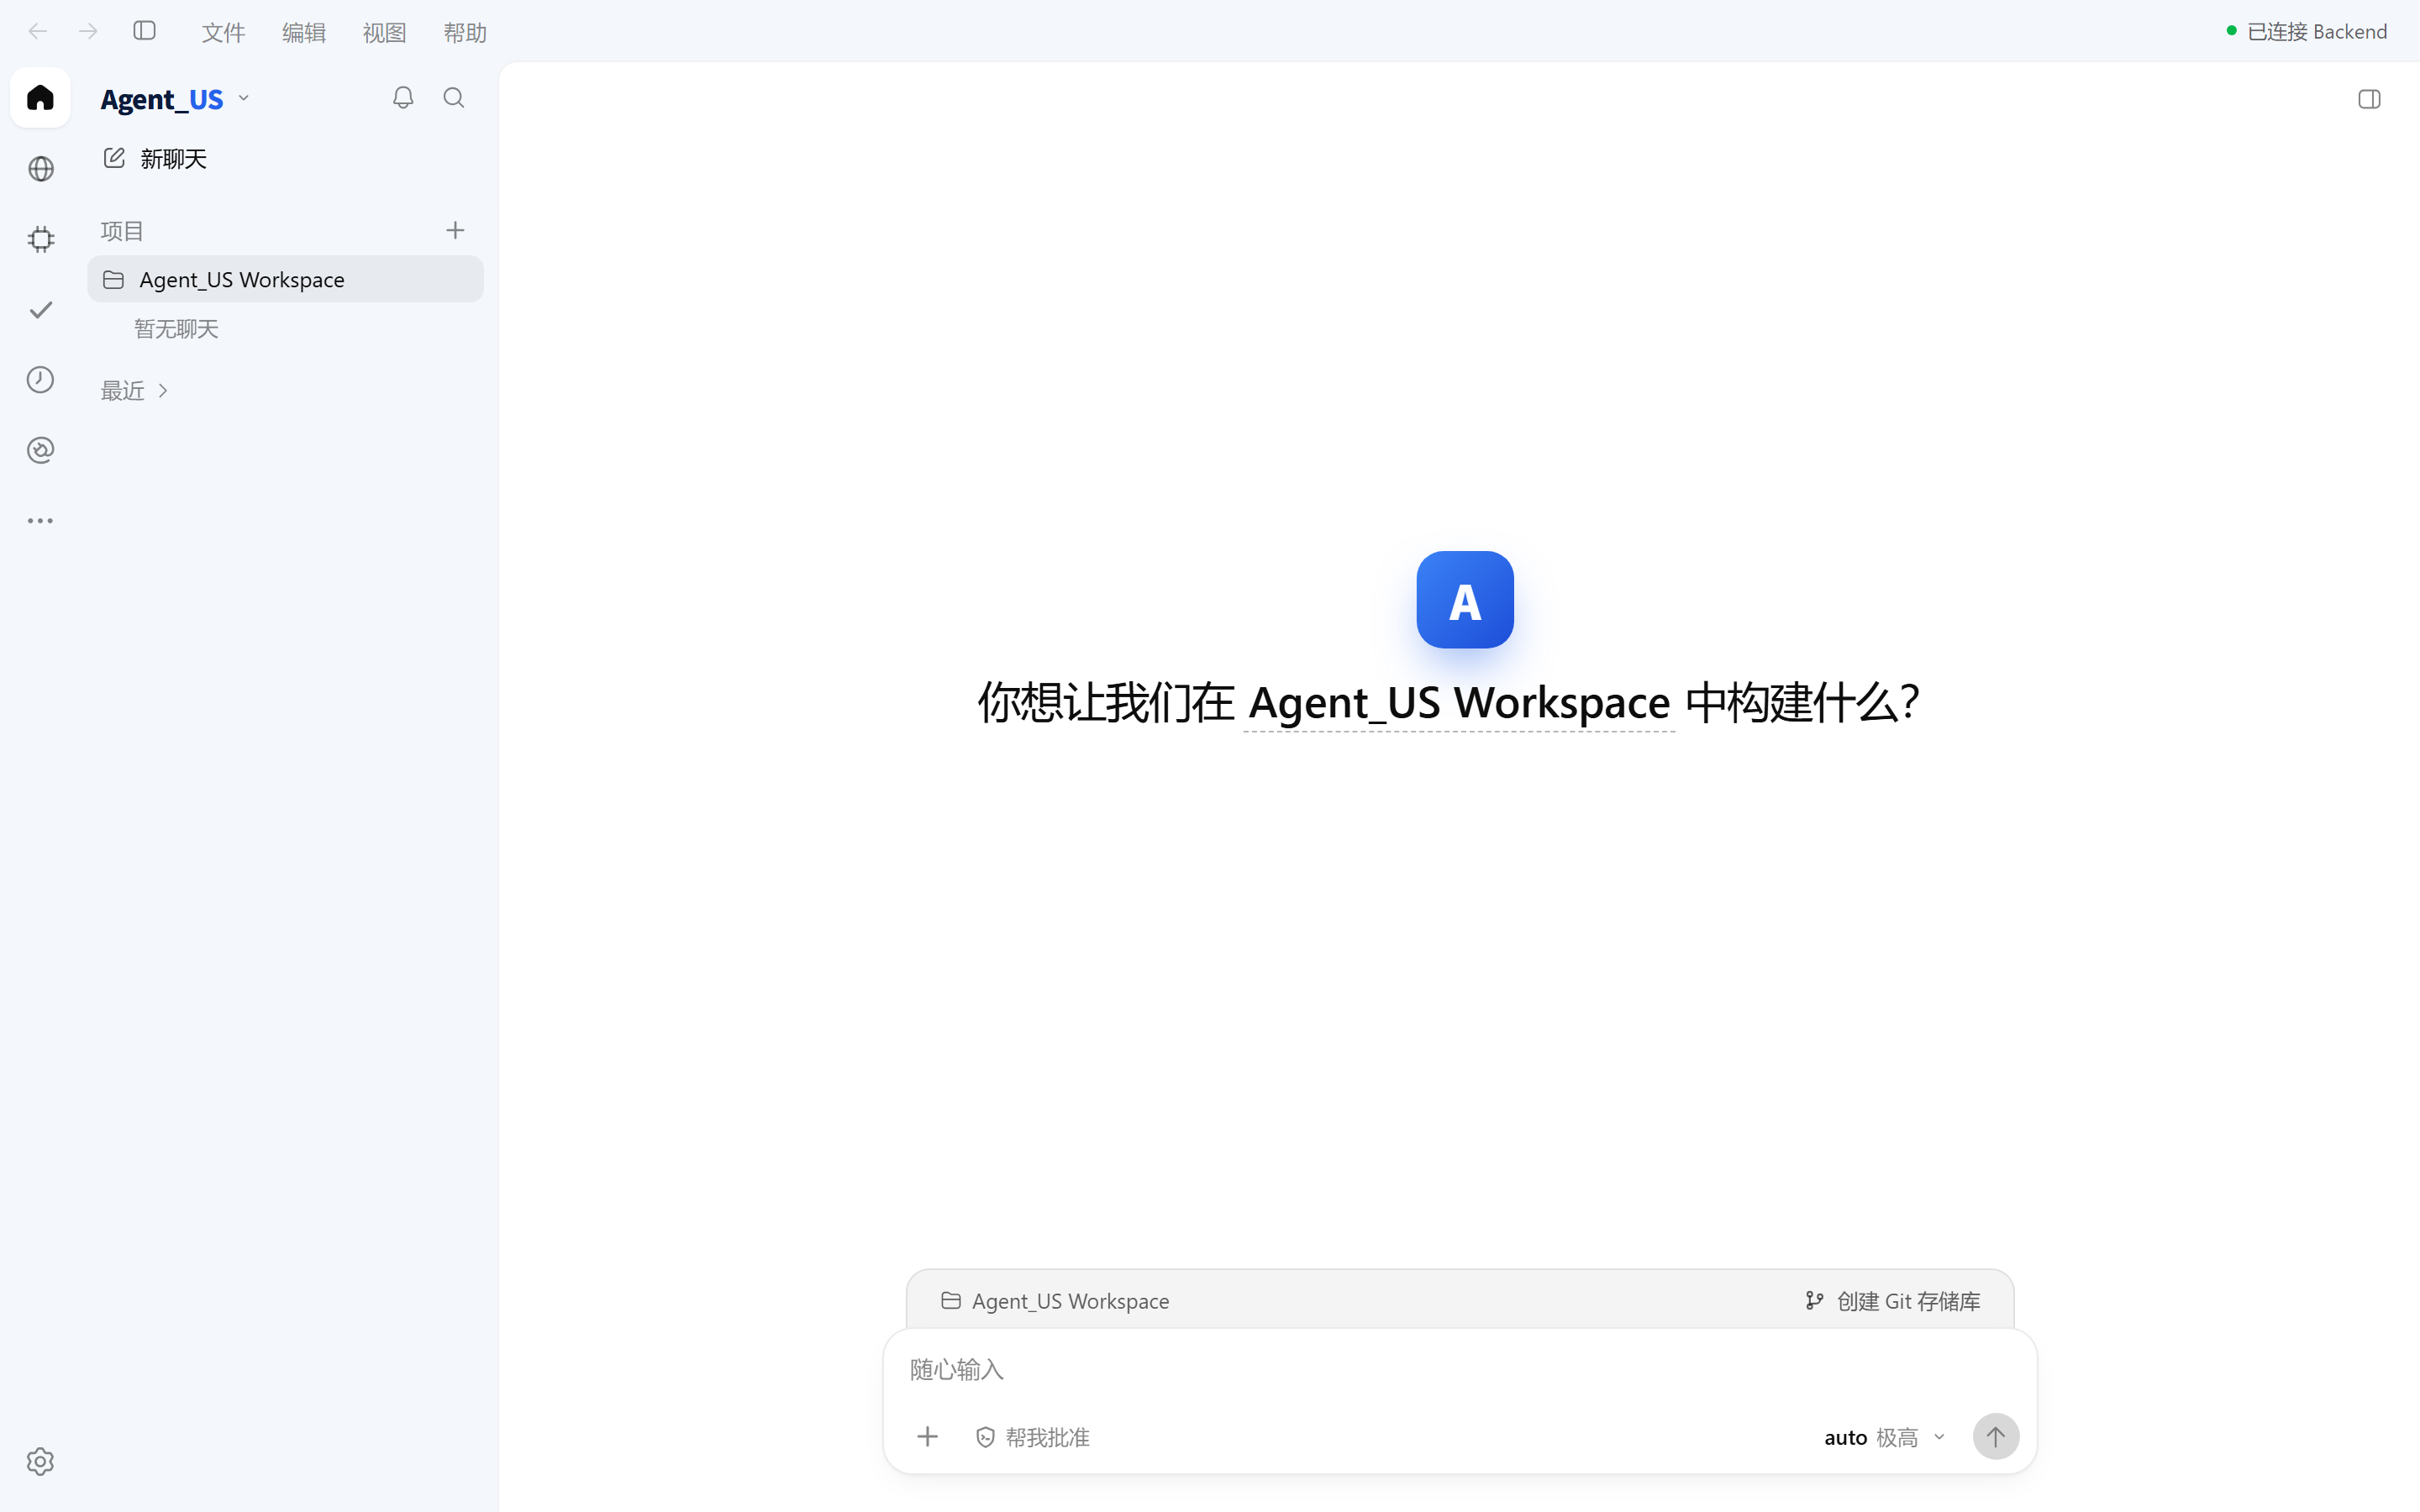 文件 编辑 视图 帮助
已连接 Backend
Agent_US
新聊天
项目
Agent_US Workspace
暂无聊天
最近
A
你想让我们在 Agent_US Workspace 中构建什么？
Agent_US Workspace
创建 Git 存储库
随心输入
帮我批准
auto 极高